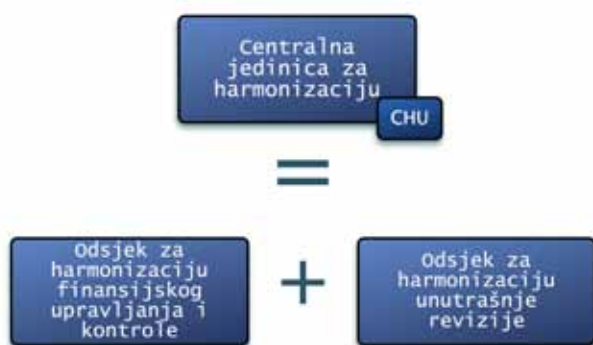 Centralna
jedinica za
harmonizaciju
CHU
=
Odsjek za
harmonizaciju
finansijskog
upravljanja i
kontrole
+
Odsjek za
harmonizaciju
unutrašnje
revizije